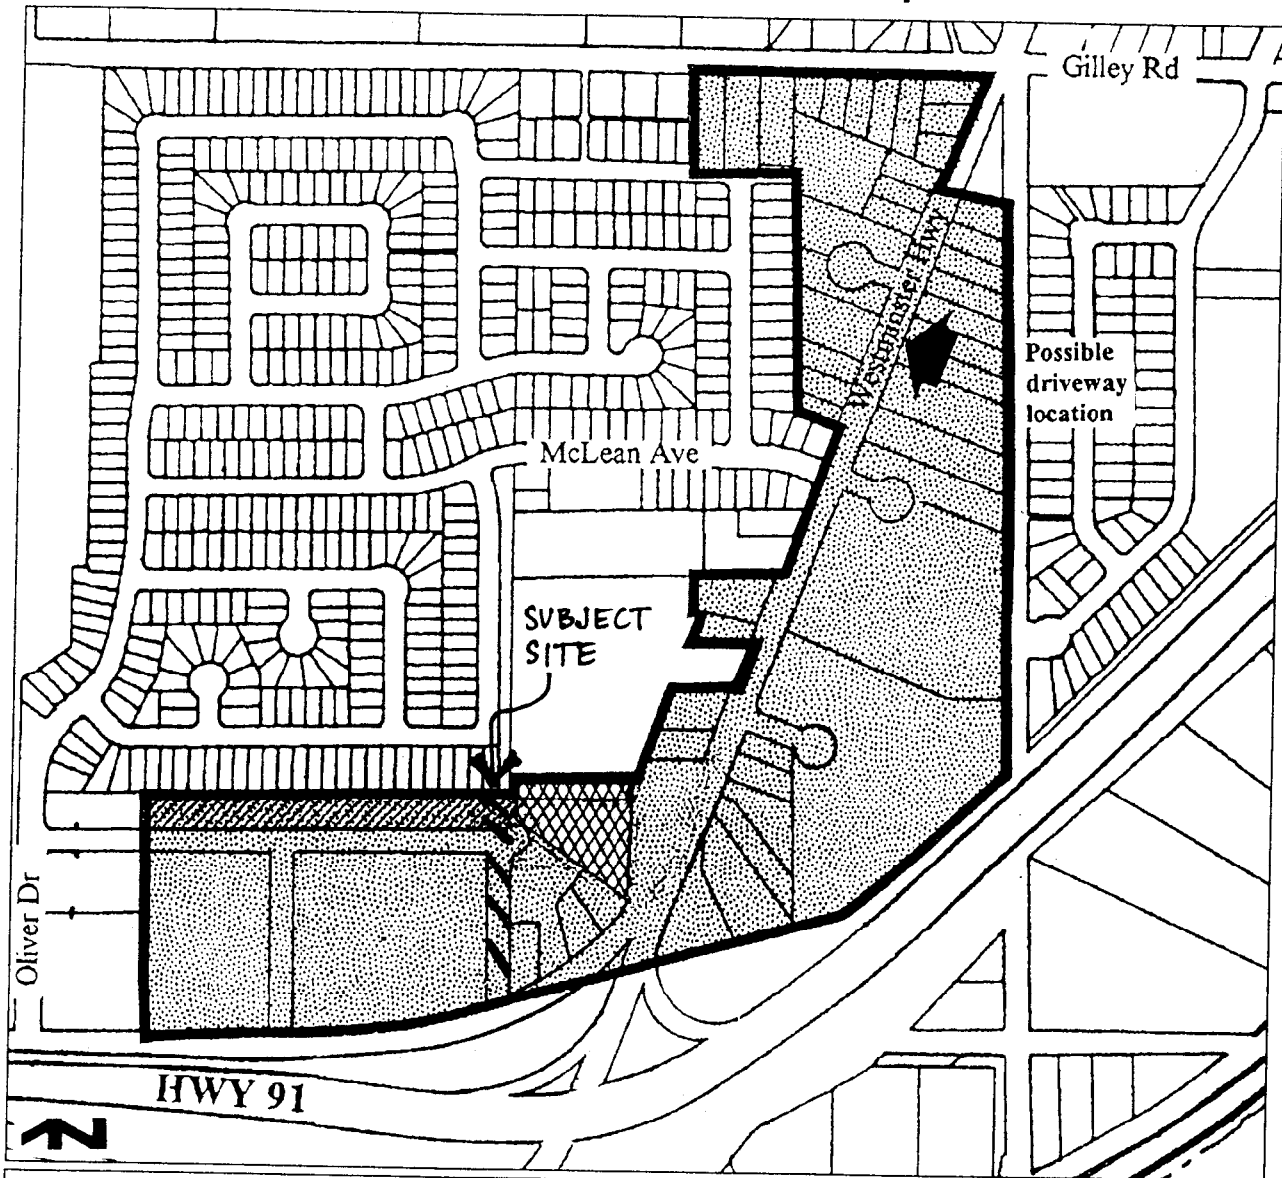 Gilley Rd
Westminster Hwy
Possible
driveway
location
McLean Ave
SUBJECT
SITE
Oliver Dr
HWY 91
N